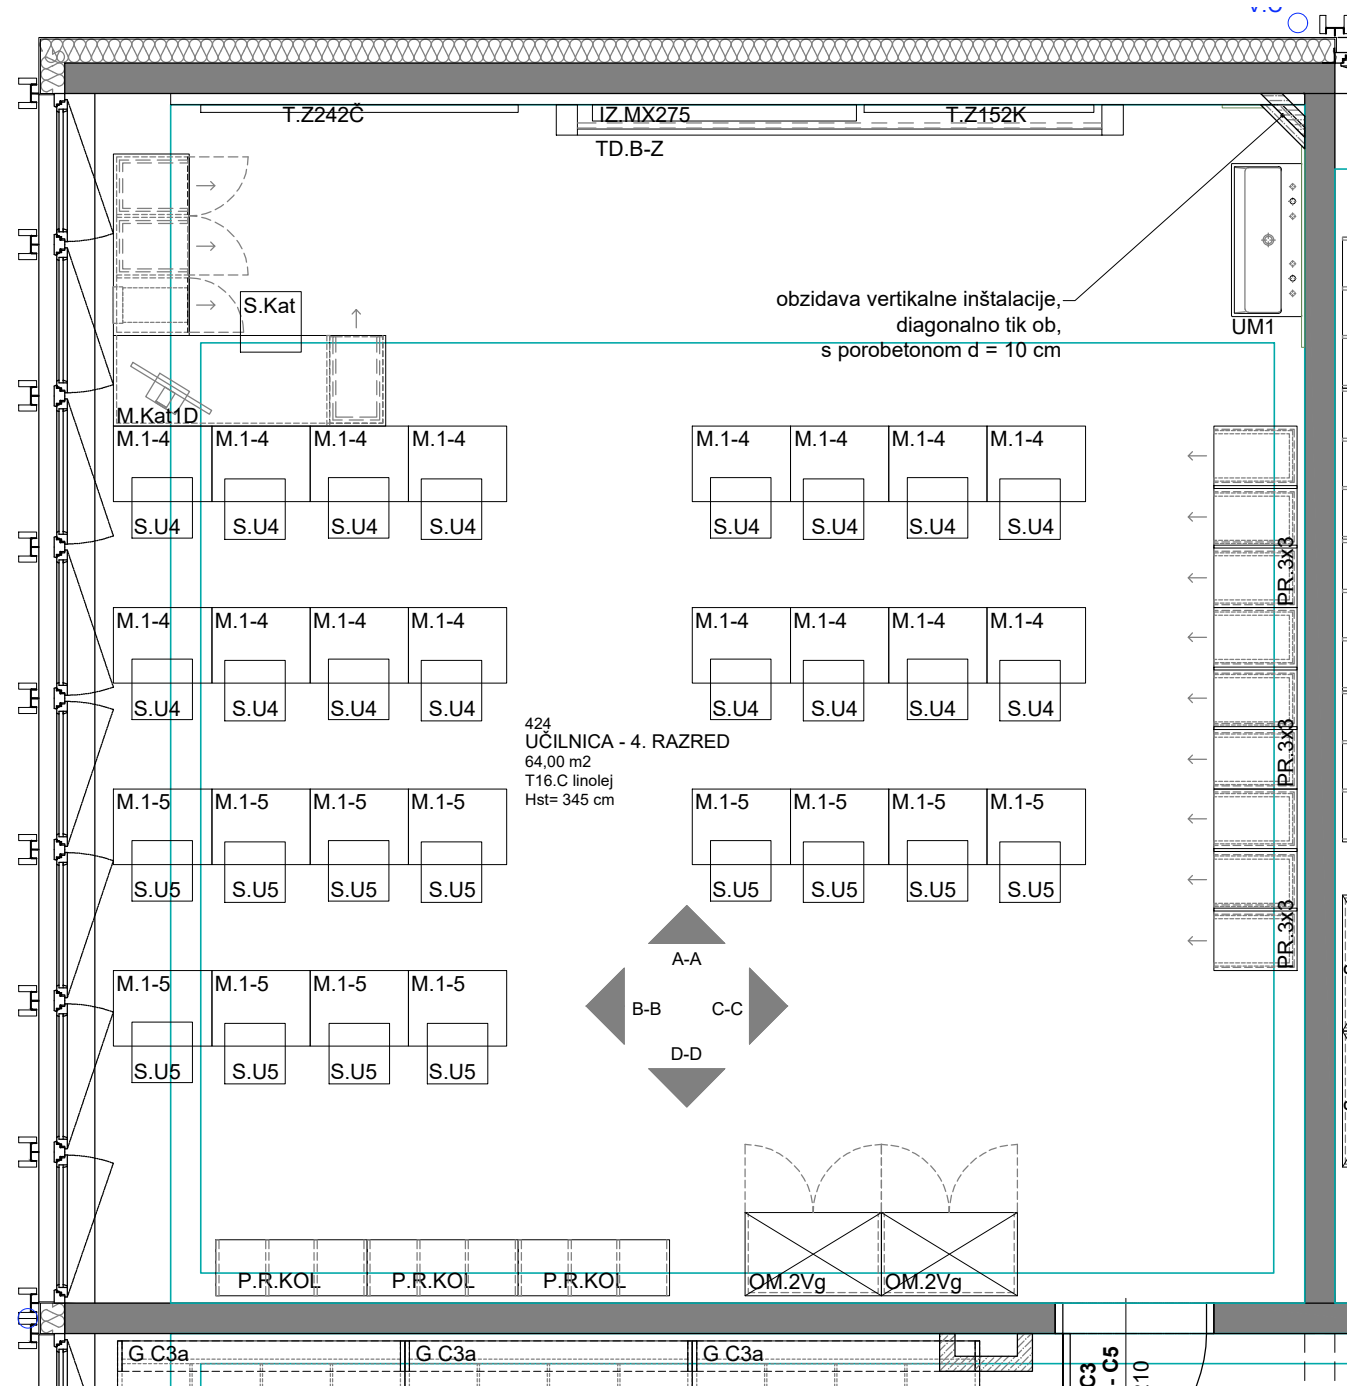 T.Z242Č
IZ.MX275
T.Z152K
TD.B-Z
S.Kat
obzidava vertikalne inštalacije,
diagonalno tik ob,
s porobetonom d = 10 cm
UM1
M.Kat1D
M.1-4 M.1-4 M.1-4 M.1-4 M.1-4 M.1-4 M.1-4 M.1-4
S.U4 S.U4 S.U4 S.U4 S.U4 S.U4 S.U4 S.U4
PR.3x3
M.1-4 M.1-4 M.1-4 M.1-4 M.1-4 M.1-4 M.1-4 M.1-4
S.U4 S.U4 S.U4 S.U4 S.U4 S.U4 S.U4 S.U4
PR.3x3
424
UČILNICA - 4. RAZRED
64,00 m2
T16.C linolej
Hst= 345 cm
M.1-5 M.1-5 M.1-5 M.1-5 M.1-5 M.1-5 M.1-5 M.1-5
S.U5 S.U5 S.U5 S.U5 S.U5 S.U5 S.U5 S.U5
PR.3x3
A-A
B-B C-C
D-D
M.1-5 M.1-5 M.1-5 M.1-5
S.U5 S.U5 S.U5 S.U5
P.R.KOL P.R.KOL P.R.KOL OM.2Vg OM.2Vg
G C3a G C3a G C3a
C3
- C5